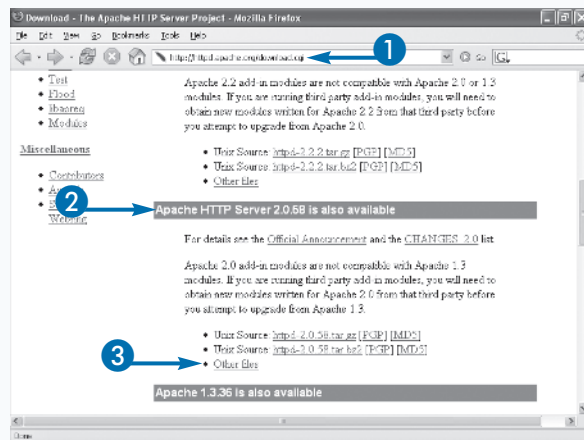 Download - The Apache HTTP Server Project - Mozilla Firefox
File Edit View Go Bookmarks Tools Help
http://httpd.apache.org/download.cgi
Go
1
Test
Flood
libapreq
Modules
Miscellaneous
Contributors
Apache 2.2 add-in modules are not compatible with Apache 2.0 or 1.3
modules. If you are running third party add-in modules, you will need to
obtain new modules written for Apache 2.2 from that third party before
you attempt to upgrade from Apache 2.0.
Unix Source: httpd-2.2.2.tar.gz [PGP] [MD5]
Unix Source: httpd-2.2.2.tar.bz2 [PGP] [MD5]
Other files
2
Apache HTTP Server 2.0.58 is also available
For details see the Official Announcement and the CHANGES_2.0 list
Apache 2.0 add-in modules are not compatible with Apache 1.3
modules. If you are running third party add-in modules, you will need to
obtain new modules written for Apache 2.0 from that third party before
you attempt to upgrade from Apache 1.3.
Unix Source: httpd-2.0.58.tar.gz [PGP] [MD5]
Unix Source: httpd-2.0.58.tar.bz2 [PGP] [MD5]
3
Other files
Apache 1.3.36 is also available
Done